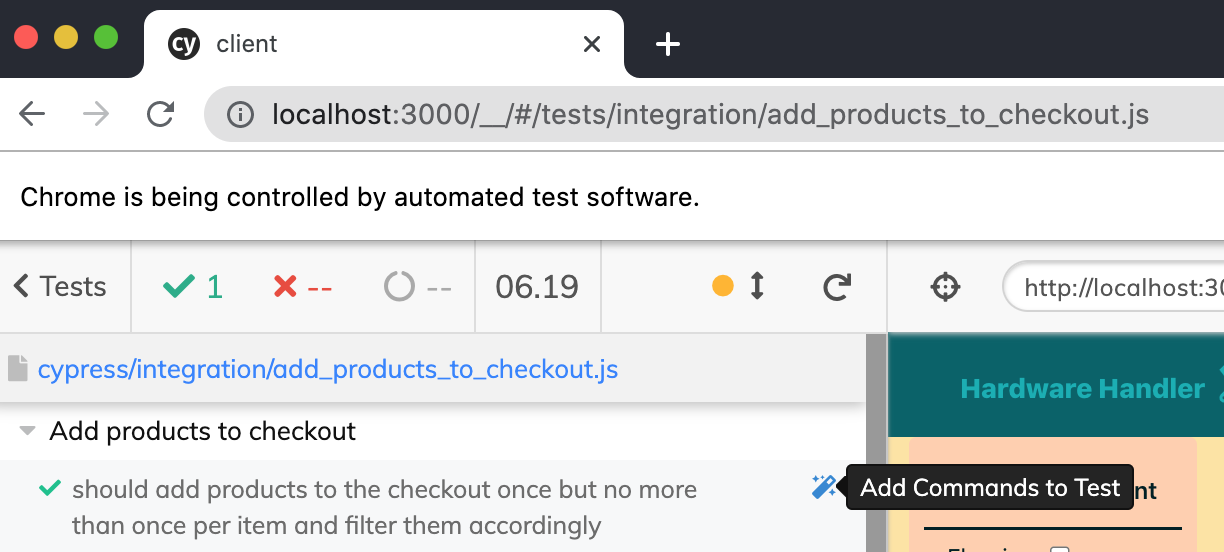 cy client
localhost:3000/__/#/tests/integration/add_products_to_checkout.js
Chrome is being controlled by automated test software.
Tests 1 -- -- 06.19 http://localhost:30
cypress/integration/add_products_to_checkout.js
Hardware Handler
Add products to checkout
should add products to the checkout once but no more
than once per item and filter them accordingly
Add Commands to Test
nt